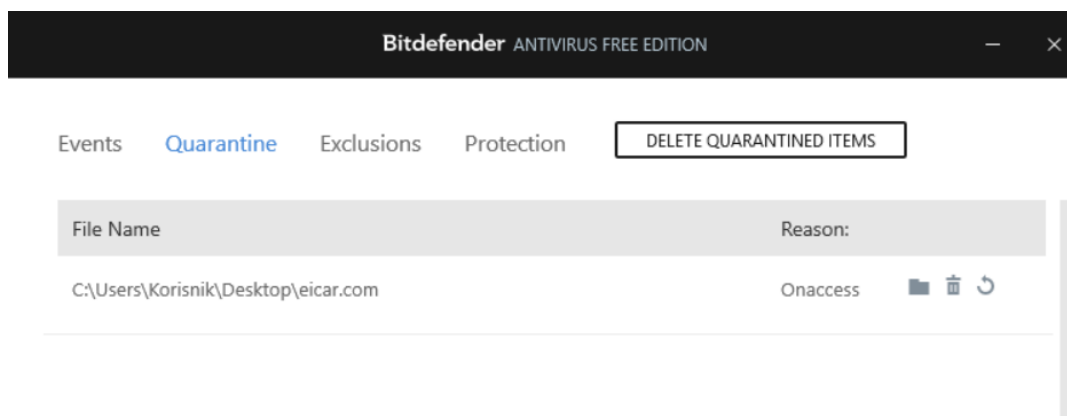 Bitdefender ANTIVIRUS FREE EDITION
Events Quarantine Exclusions Protection DELETE QUARANTINED ITEMS
File Name Reason:
C:\Users\Korisnik\Desktop\eicar.com Onaccess